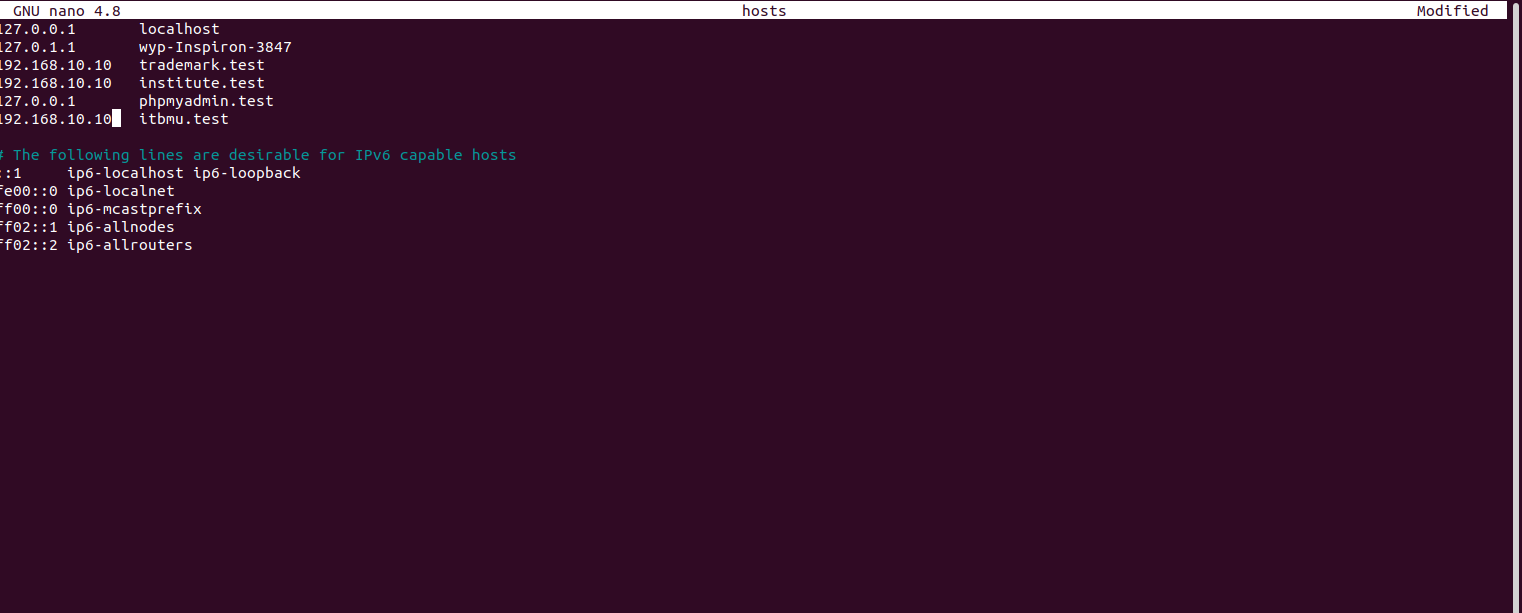 GNU nano 4.8 hosts Modified
127.0.0.1 localhost
127.0.1.1 wyp-Inspiron-3847
192.168.10.10 trademark.test
192.168.10.10 institute.test
127.0.0.1 phpmyadmin.test
192.168.10.10 itbmu.test
# The following lines are desirable for IPv6 capable hosts
::1 ip6-localhost ip6-loopback
fe00::0 ip6-localnet
ff00::0 ip6-mcastprefix
ff02::1 ip6-allnodes
ff02::2 ip6-allrouters